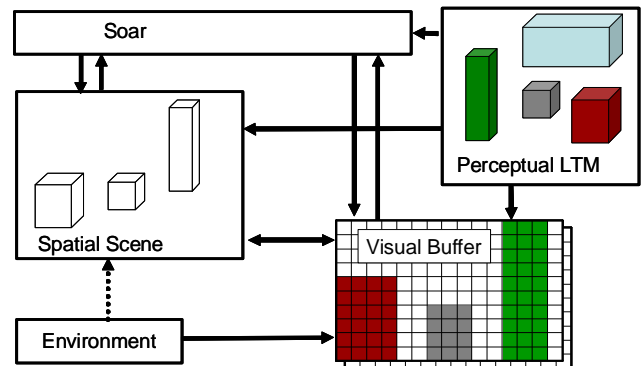 Soar
Perceptual LTM
Spatial Scene
Visual Buffer
Environment